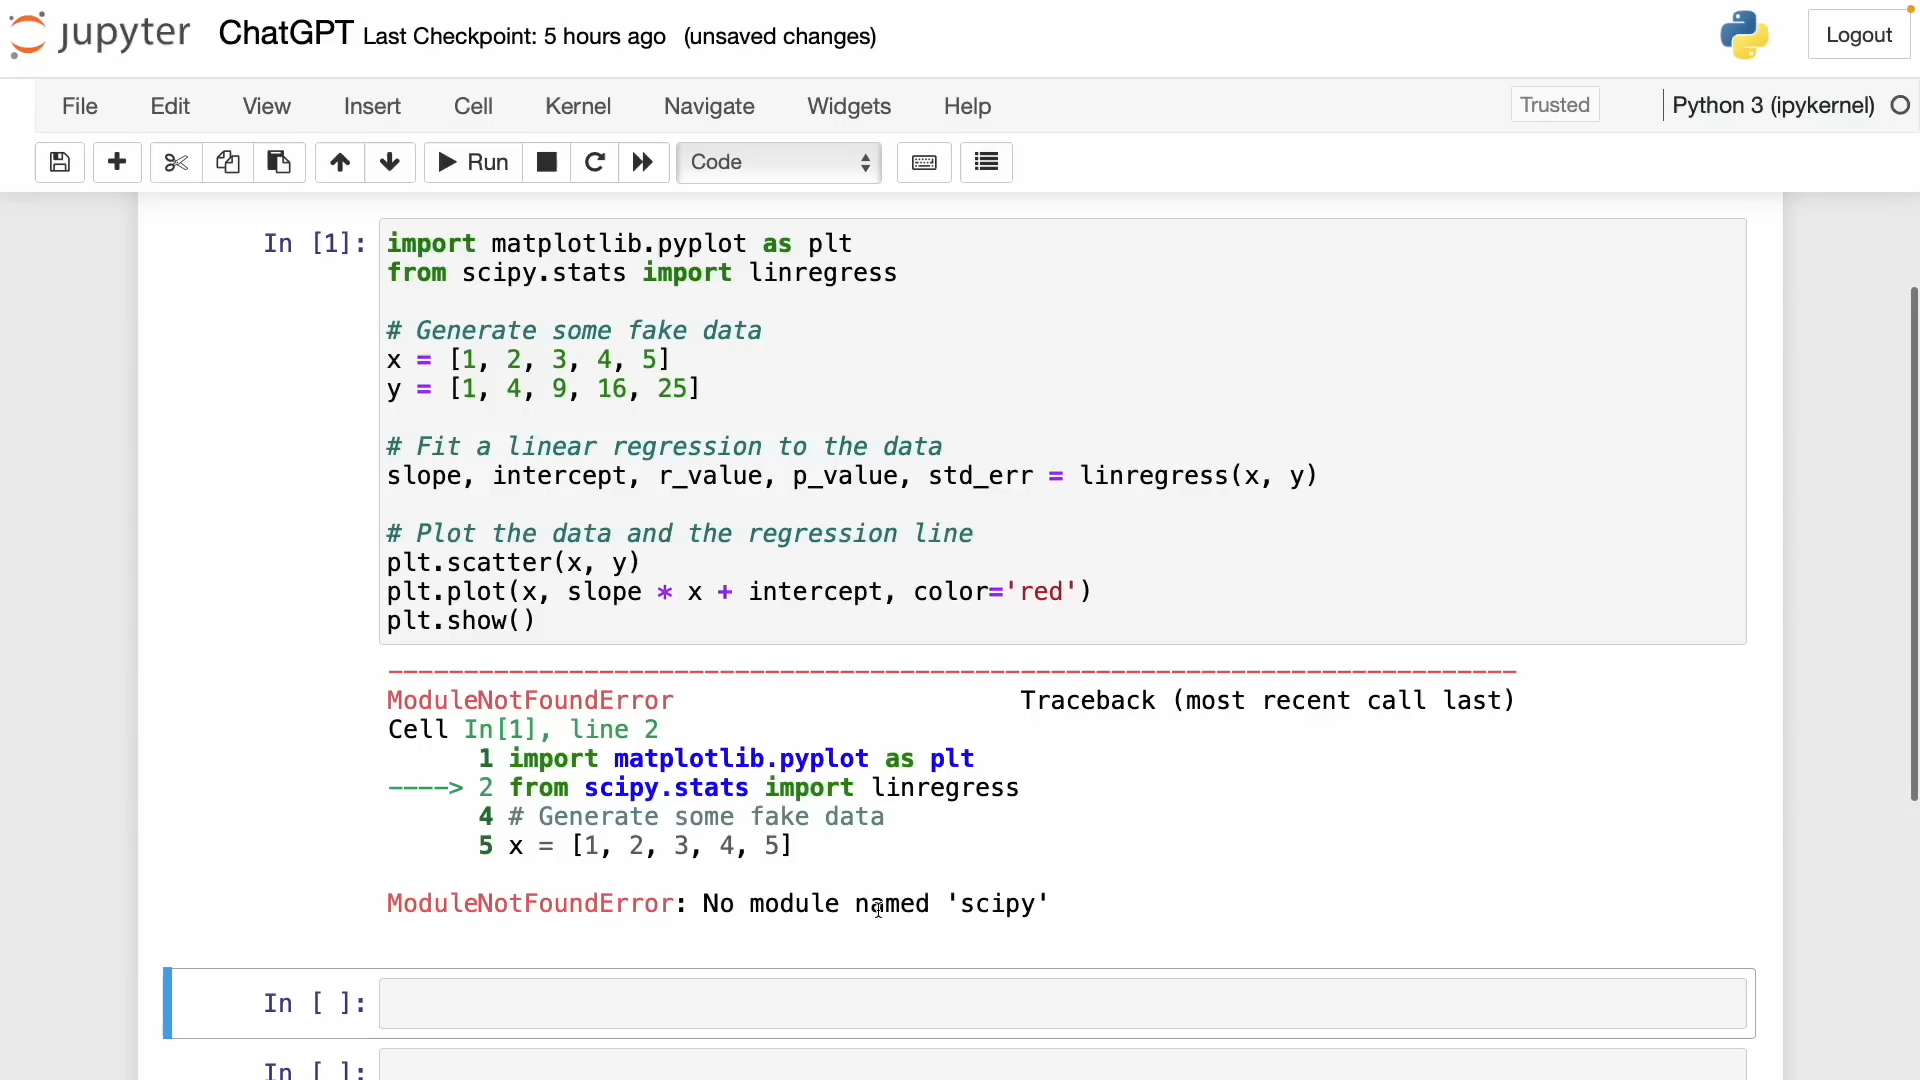 jupyter ChatGPT Last Checkpoint: 5 hours ago (unsaved changes) Logout
File Edit View Insert Cell Kernel Navigate Widgets Help Trusted Python 3 (ipykernel)
Run Code
In [1]: import matplotlib.pyplot as plt
from scipy.stats import linregress
# Generate some fake data
x = [1, 2, 3, 4, 5]
y = [1, 4, 9, 16, 25]
# Fit a linear regression to the data
slope, intercept, r_value, p_value, std_err = linregress(x, y)
# Plot the data and the regression line
plt.scatter(x, y)
plt.plot(x, slope * x + intercept, color='red')
plt.show()
---------------------------------------------------------------------------
ModuleNotFoundError Traceback (most recent call last)
Cell In[1], line 2
1 import matplotlib.pyplot as plt
----> 2 from scipy.stats import linregress
4 # Generate some fake data
5 x = [1, 2, 3, 4, 5]
ModuleNotFoundError: No module named 'scipy'
In [ ]:
In [ ]: